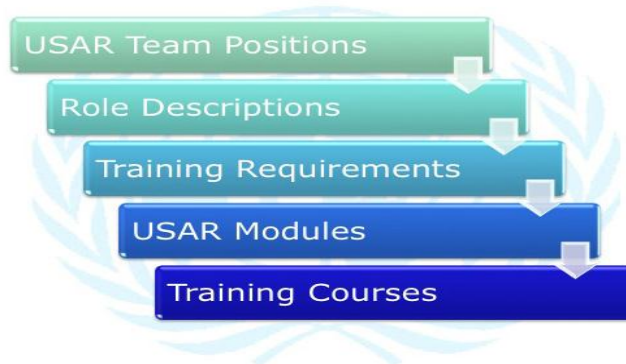 USAR Team Positions
Role Descriptions
Training Requirements
USAR Modules
Training Courses